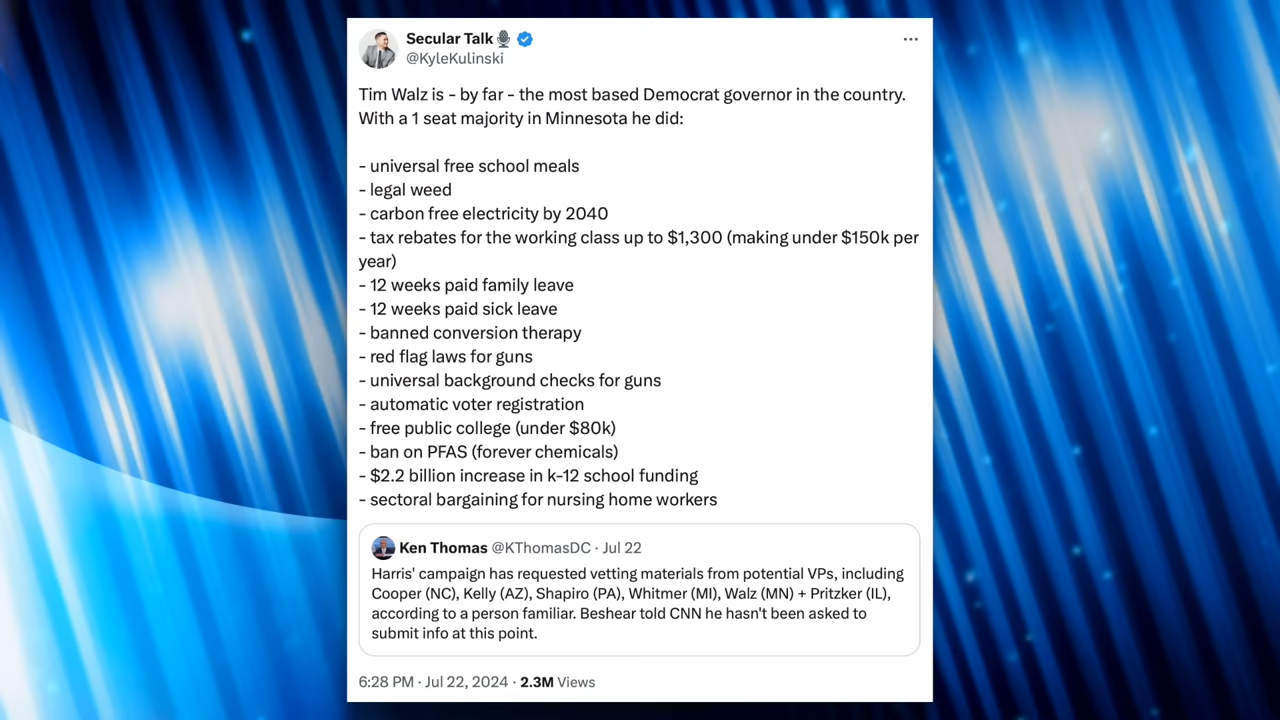 Secular Talk🎙️
@KyleKulinski
Tim Walz is - by far - the most based Democrat governor in the country.
With a 1 seat majority in Minnesota he did:
- universal free school meals
- legal weed
- carbon free electricity by 2040
- tax rebates for the working class up to $1,300 (making under $150k per
year)
- 12 weeks paid family leave
- 12 weeks paid sick leave
- banned conversion therapy
- red flag laws for guns
- universal background checks for guns
- automatic voter registration
- free public college (under $80k)
- ban on PFAS (forever chemicals)
- $2.2 billion increase in k-12 school funding
- sectoral bargaining for nursing home workers
Ken Thomas @KThomasDC · Jul 22
Harris' campaign has requested vetting materials from potential VPs, including
Cooper (NC), Kelly (AZ), Shapiro (PA), Whitmer (MI), Walz (MN) + Pritzker (IL),
according to a person familiar. Beshear told CNN he hasn't been asked to
submit info at this point.
6:28 PM · Jul 22, 2024 · 2.3M Views